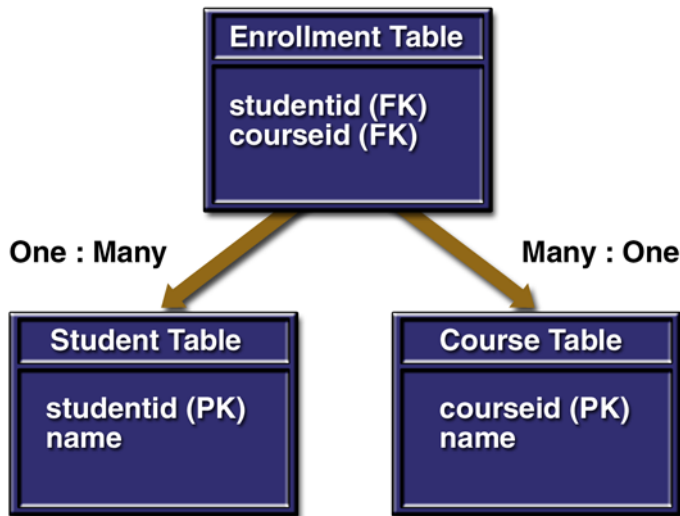 Enrollment Table
studentid (FK)
courseid (FK)
One : Many
Many : One
Student Table
studentid (PK)
name
Course Table
courseid (PK)
name